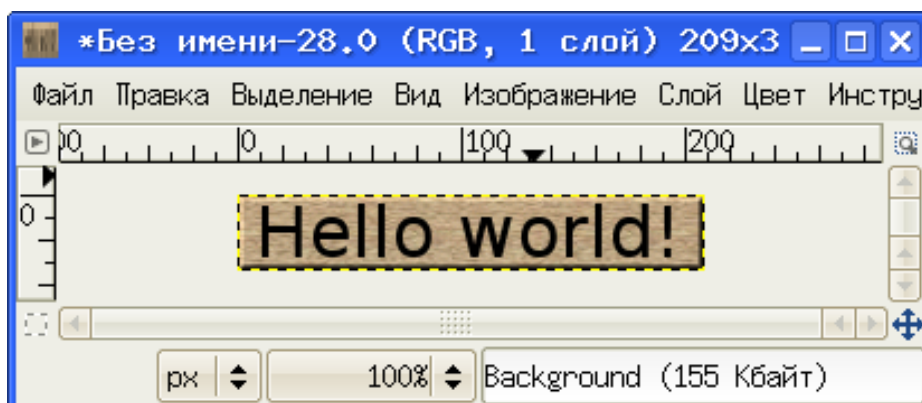 *Без имени-28.0 (RGB, 1 слой) 209x3
Файл Правка Выделение Вид Изображение Слой Цвет Инстру
00 0 100 200
0
Hello world!
px 100% Background (155 Кбайт)